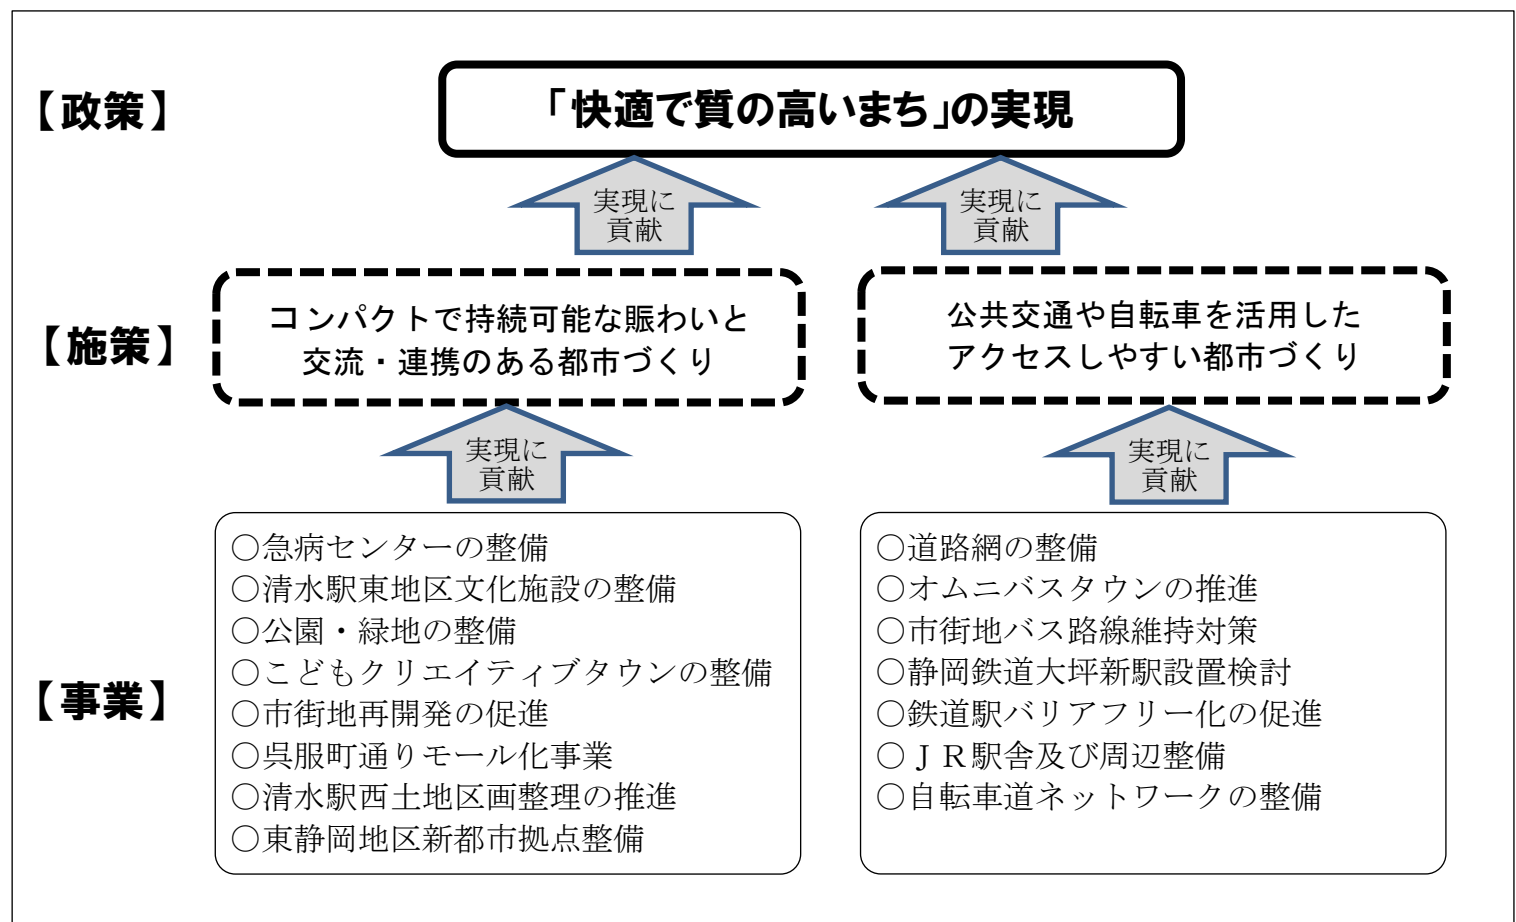 【政策】
「快適で質の高いまち」の実現
実現に
貢献
実現に
貢献
【施策】
コンパクトで持続可能な賑わいと
交流・連携のある都市づくり
公共交通や自転車を活用した
アクセスしやすい都市づくり
実現に
貢献
実現に
貢献
【事業】
○急病センターの整備
○清水駅東地区文化施設の整備
○公園・緑地の整備
○こどもクリエイティブタウンの整備
○市街地再開発の促進
○呉服町通りモール化事業
○清水駅西土地区画整理の推進
○東静岡地区新都市拠点整備
○道路網の整備
○オムニバスタウンの推進
○市街地バス路線維持対策
○静岡鉄道大坪新駅設置検討
○鉄道駅バリアフリー化の促進
○ＪＲ駅舎及び周辺整備
○自転車道ネットワークの整備